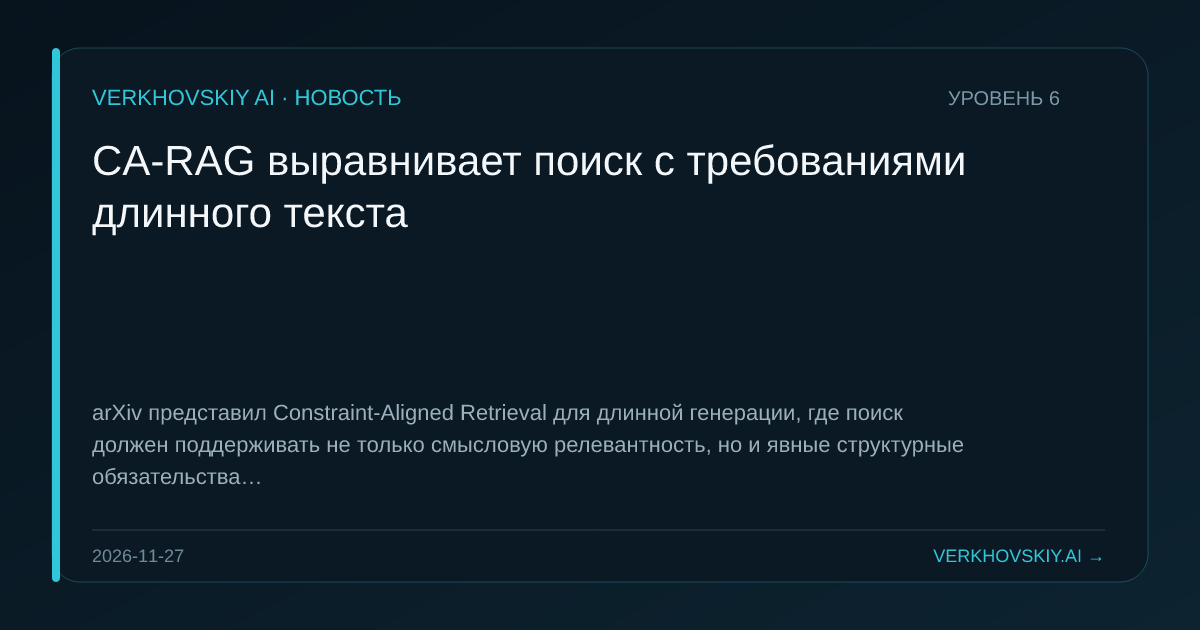 VERKHOVSKIY AI · НОВОСТЬ
УРОВЕНЬ 6
CA-RAG выравнивает поиск с требованиями
длинного текста
arXiv представил Constraint-Aligned Retrieval для длинной генерации, где поиск
должен поддерживать не только смысловую релевантность, но и явные структурные
обязательства…
2026-11-27
VERKHOVSKIY.AI →